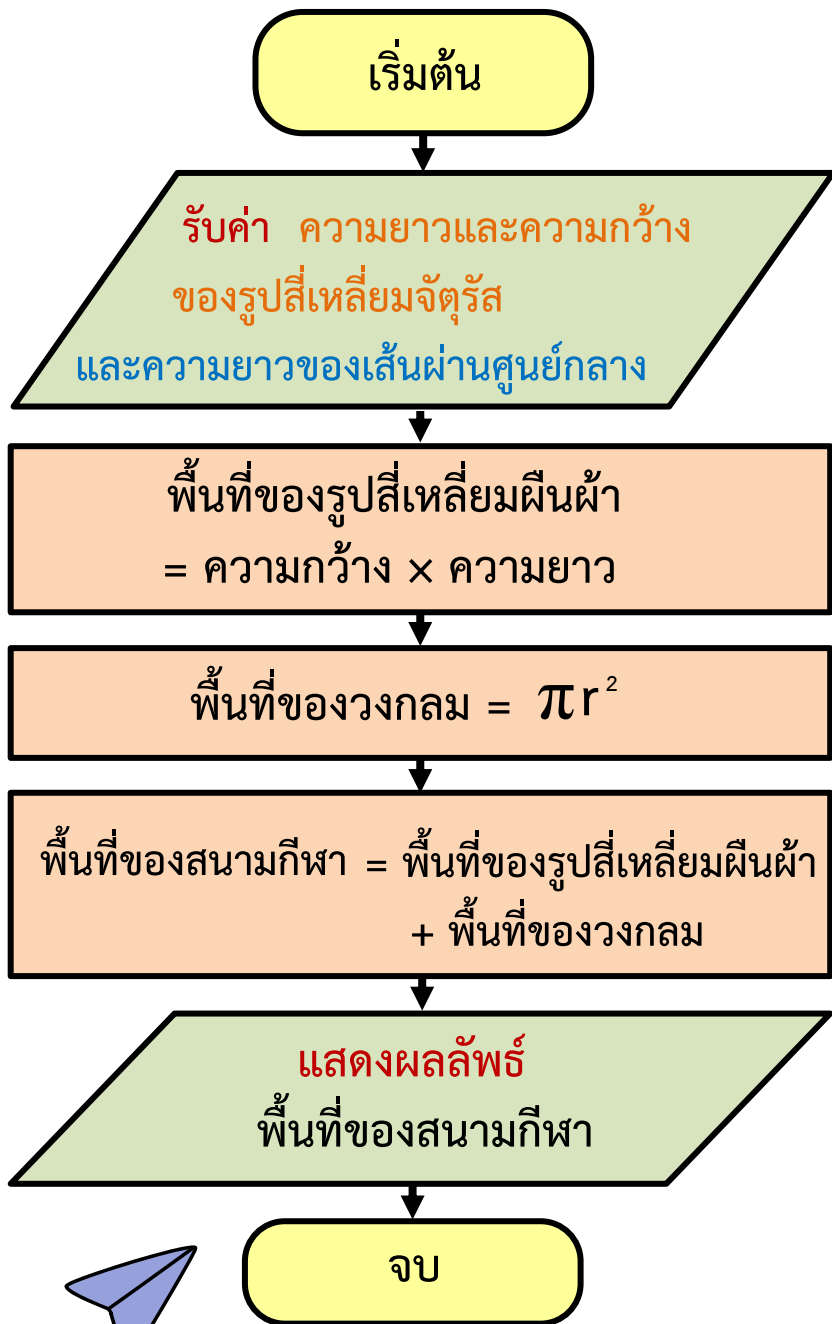 เริ่มต้น
รับค่า ความยาวและความกว้าง
ของรูปสี่เหลี่ยมจัตุรัส
และความยาวของเส้นผ่านศูนย์กลาง
พื้นที่ของรูปสี่เหลี่ยมผืนผ้า
= ความกว้าง × ความยาว
พื้นที่ของวงกลม = πr²
พื้นที่ของสนามกีฬา = พื้นที่ของรูปสี่เหลี่ยมผืนผ้า
+ พื้นที่ของวงกลม
แสดงผลลัพธ์
พื้นที่ของสนามกีฬา
จบ